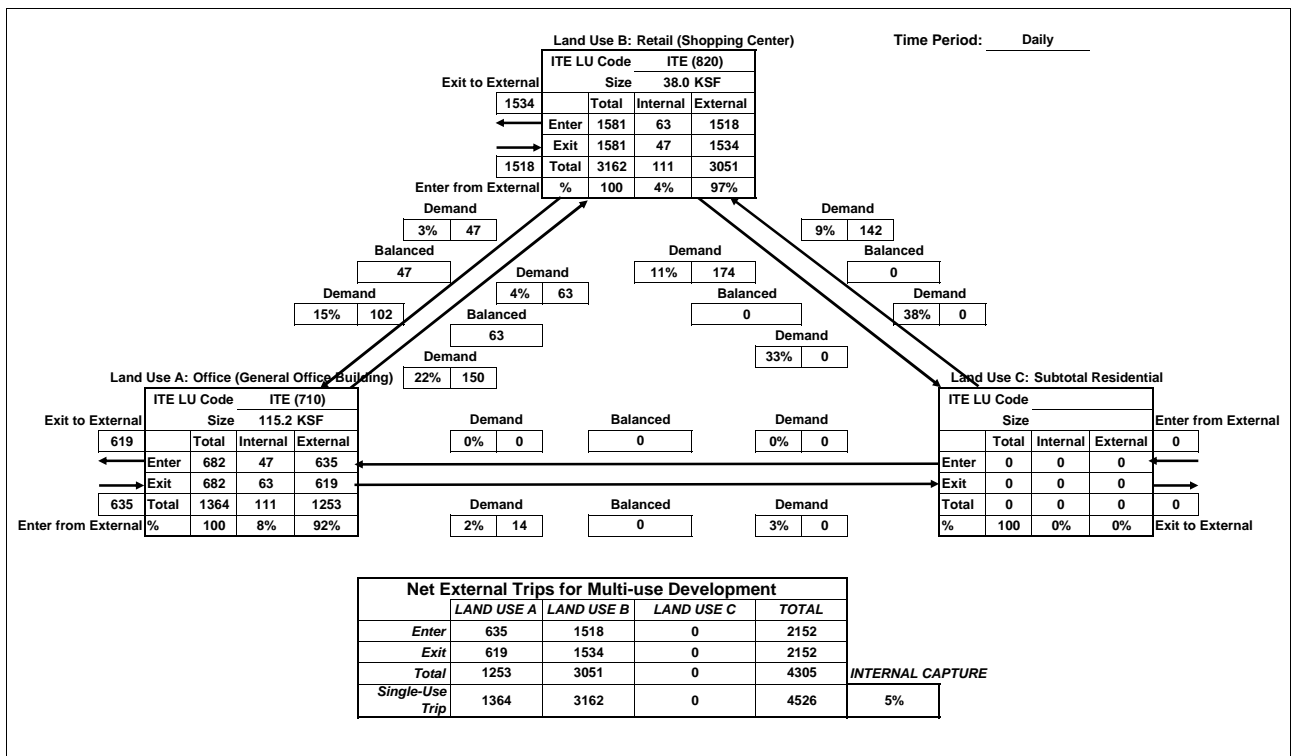 Land Use B: Retail (Shopping Center)
Time Period: Daily
ITE LU Code ITE (820)
Exit to External Size 38.0 KSF
1534 Total Internal External
Enter 1581 63 1518
Exit 1581 47 1534
1518 Total 3162 111 3051
Enter from External % 100 4% 97%
Demand Demand
3% 47 9% 142
Balanced Demand Balanced
47 11% 174 0
Demand Demand Balanced Demand
15% 102 4% 63 0 38% 0
Balanced
63
Demand Demand
22% 150 33% 0
Land Use A: Office (General Office Building)
Land Use C: Subtotal Residential
ITE LU Code ITE (710)
Exit to External Size 115.2 KSF
619 Total Internal External
Enter 682 47 635
Exit 682 63 619
635 Total 1364 111 1253
Enter from External % 100 8% 92%
Demand Balanced Demand
0% 0 0 0% 0
Demand Balanced Demand
2% 14 0 3% 0
ITE LU Code
Size Enter from External
Total Internal External 0
Enter 0 0 0
Exit 0 0 0
Total 0 0 0 0
% 100 0% 0% Exit to External
Net External Trips for Multi-use Development
LAND USE A LAND USE B LAND USE C TOTAL
Enter 635 1518 0 2152
Exit 619 1534 0 2152
Total 1253 3051 0 4305 INTERNAL CAPTURE
Single-Use Trip 1364 3162 0 4526 5%